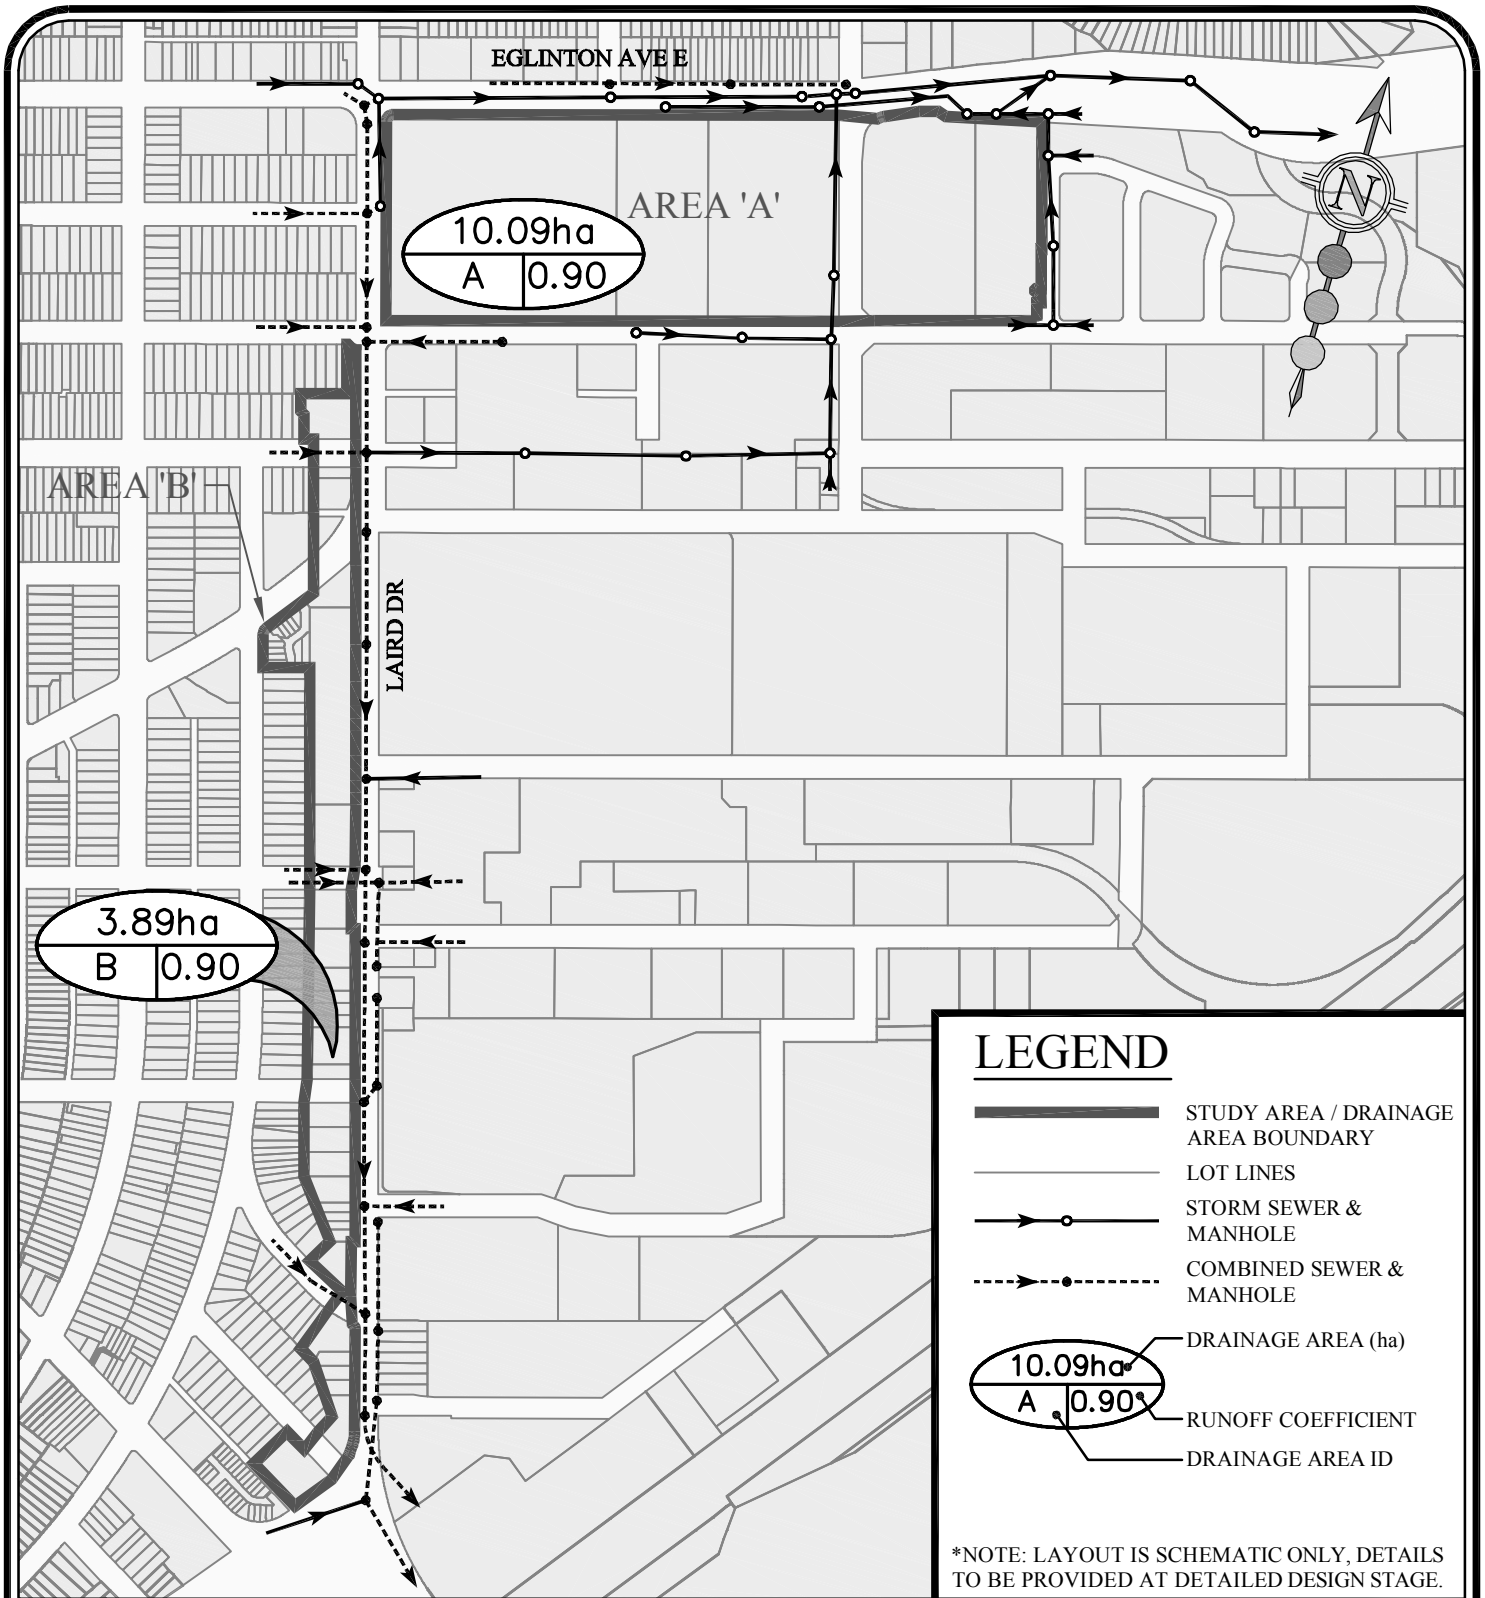 EGLINTON AVE E
AREA 'A'
10.09ha
A 0.90
N
AREA 'B'
LAIRD DR
3.89ha
B 0.90
LEGEND
STUDY AREA / DRAINAGE
AREA BOUNDARY
LOT LINES
STORM SEWER &
MANHOLE
COMBINED SEWER &
MANHOLE
DRAINAGE AREA (ha)
10.09ha
A 0.90
RUNOFF COEFFICIENT
DRAINAGE AREA ID
*NOTE: LAYOUT IS SCHEMATIC ONLY, DETAILS
TO BE PROVIDED AT DETAILED DESIGN STAGE.